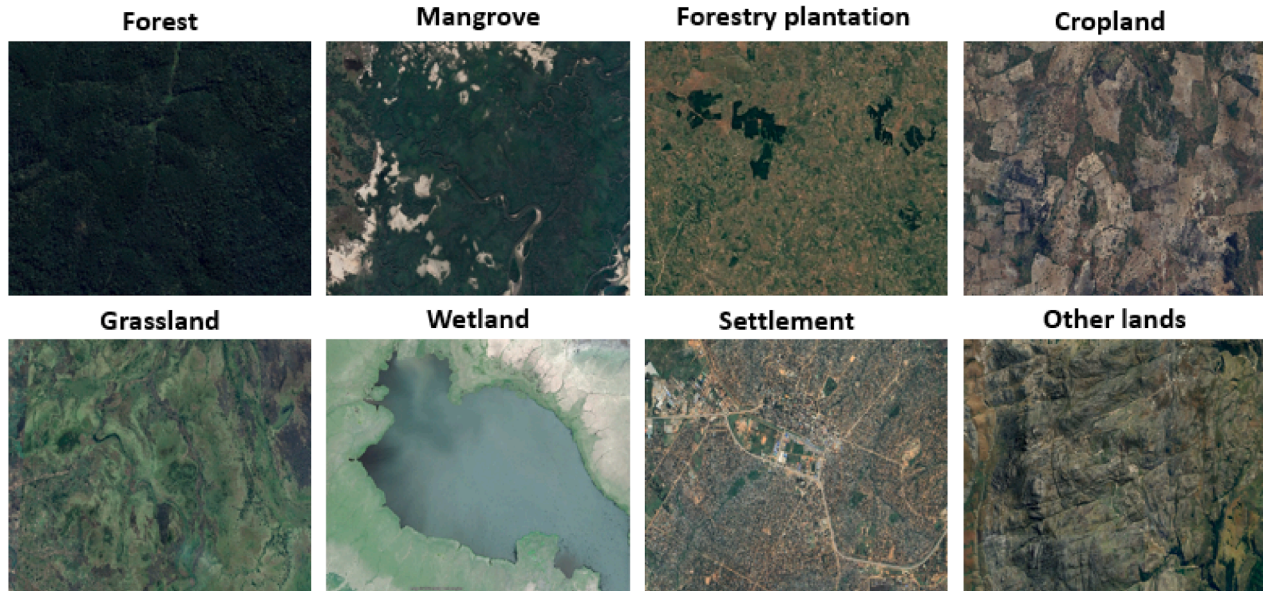 Forest
Mangrove
Forestry plantation
Cropland
Grassland
Wetland
Settlement
Other lands